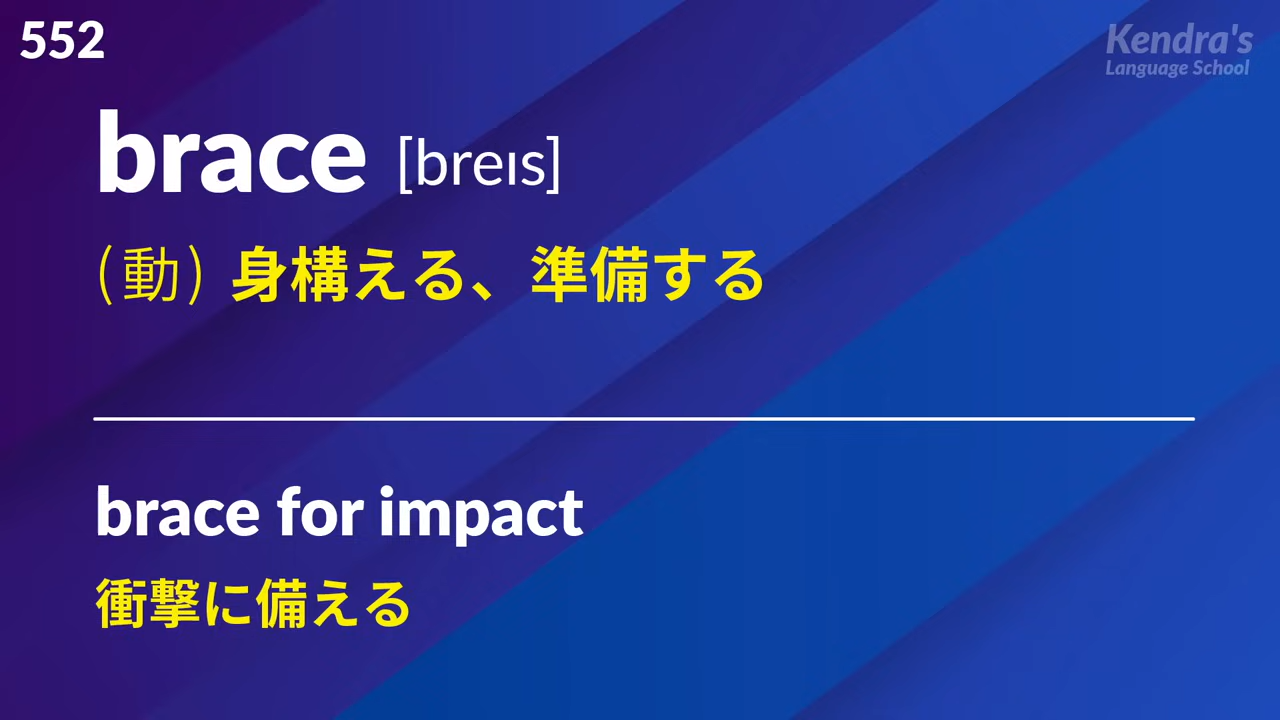 552
Kendra's
Language School
brace [breɪs]
(動) 身構える、準備する
brace for impact
衝撃に備える